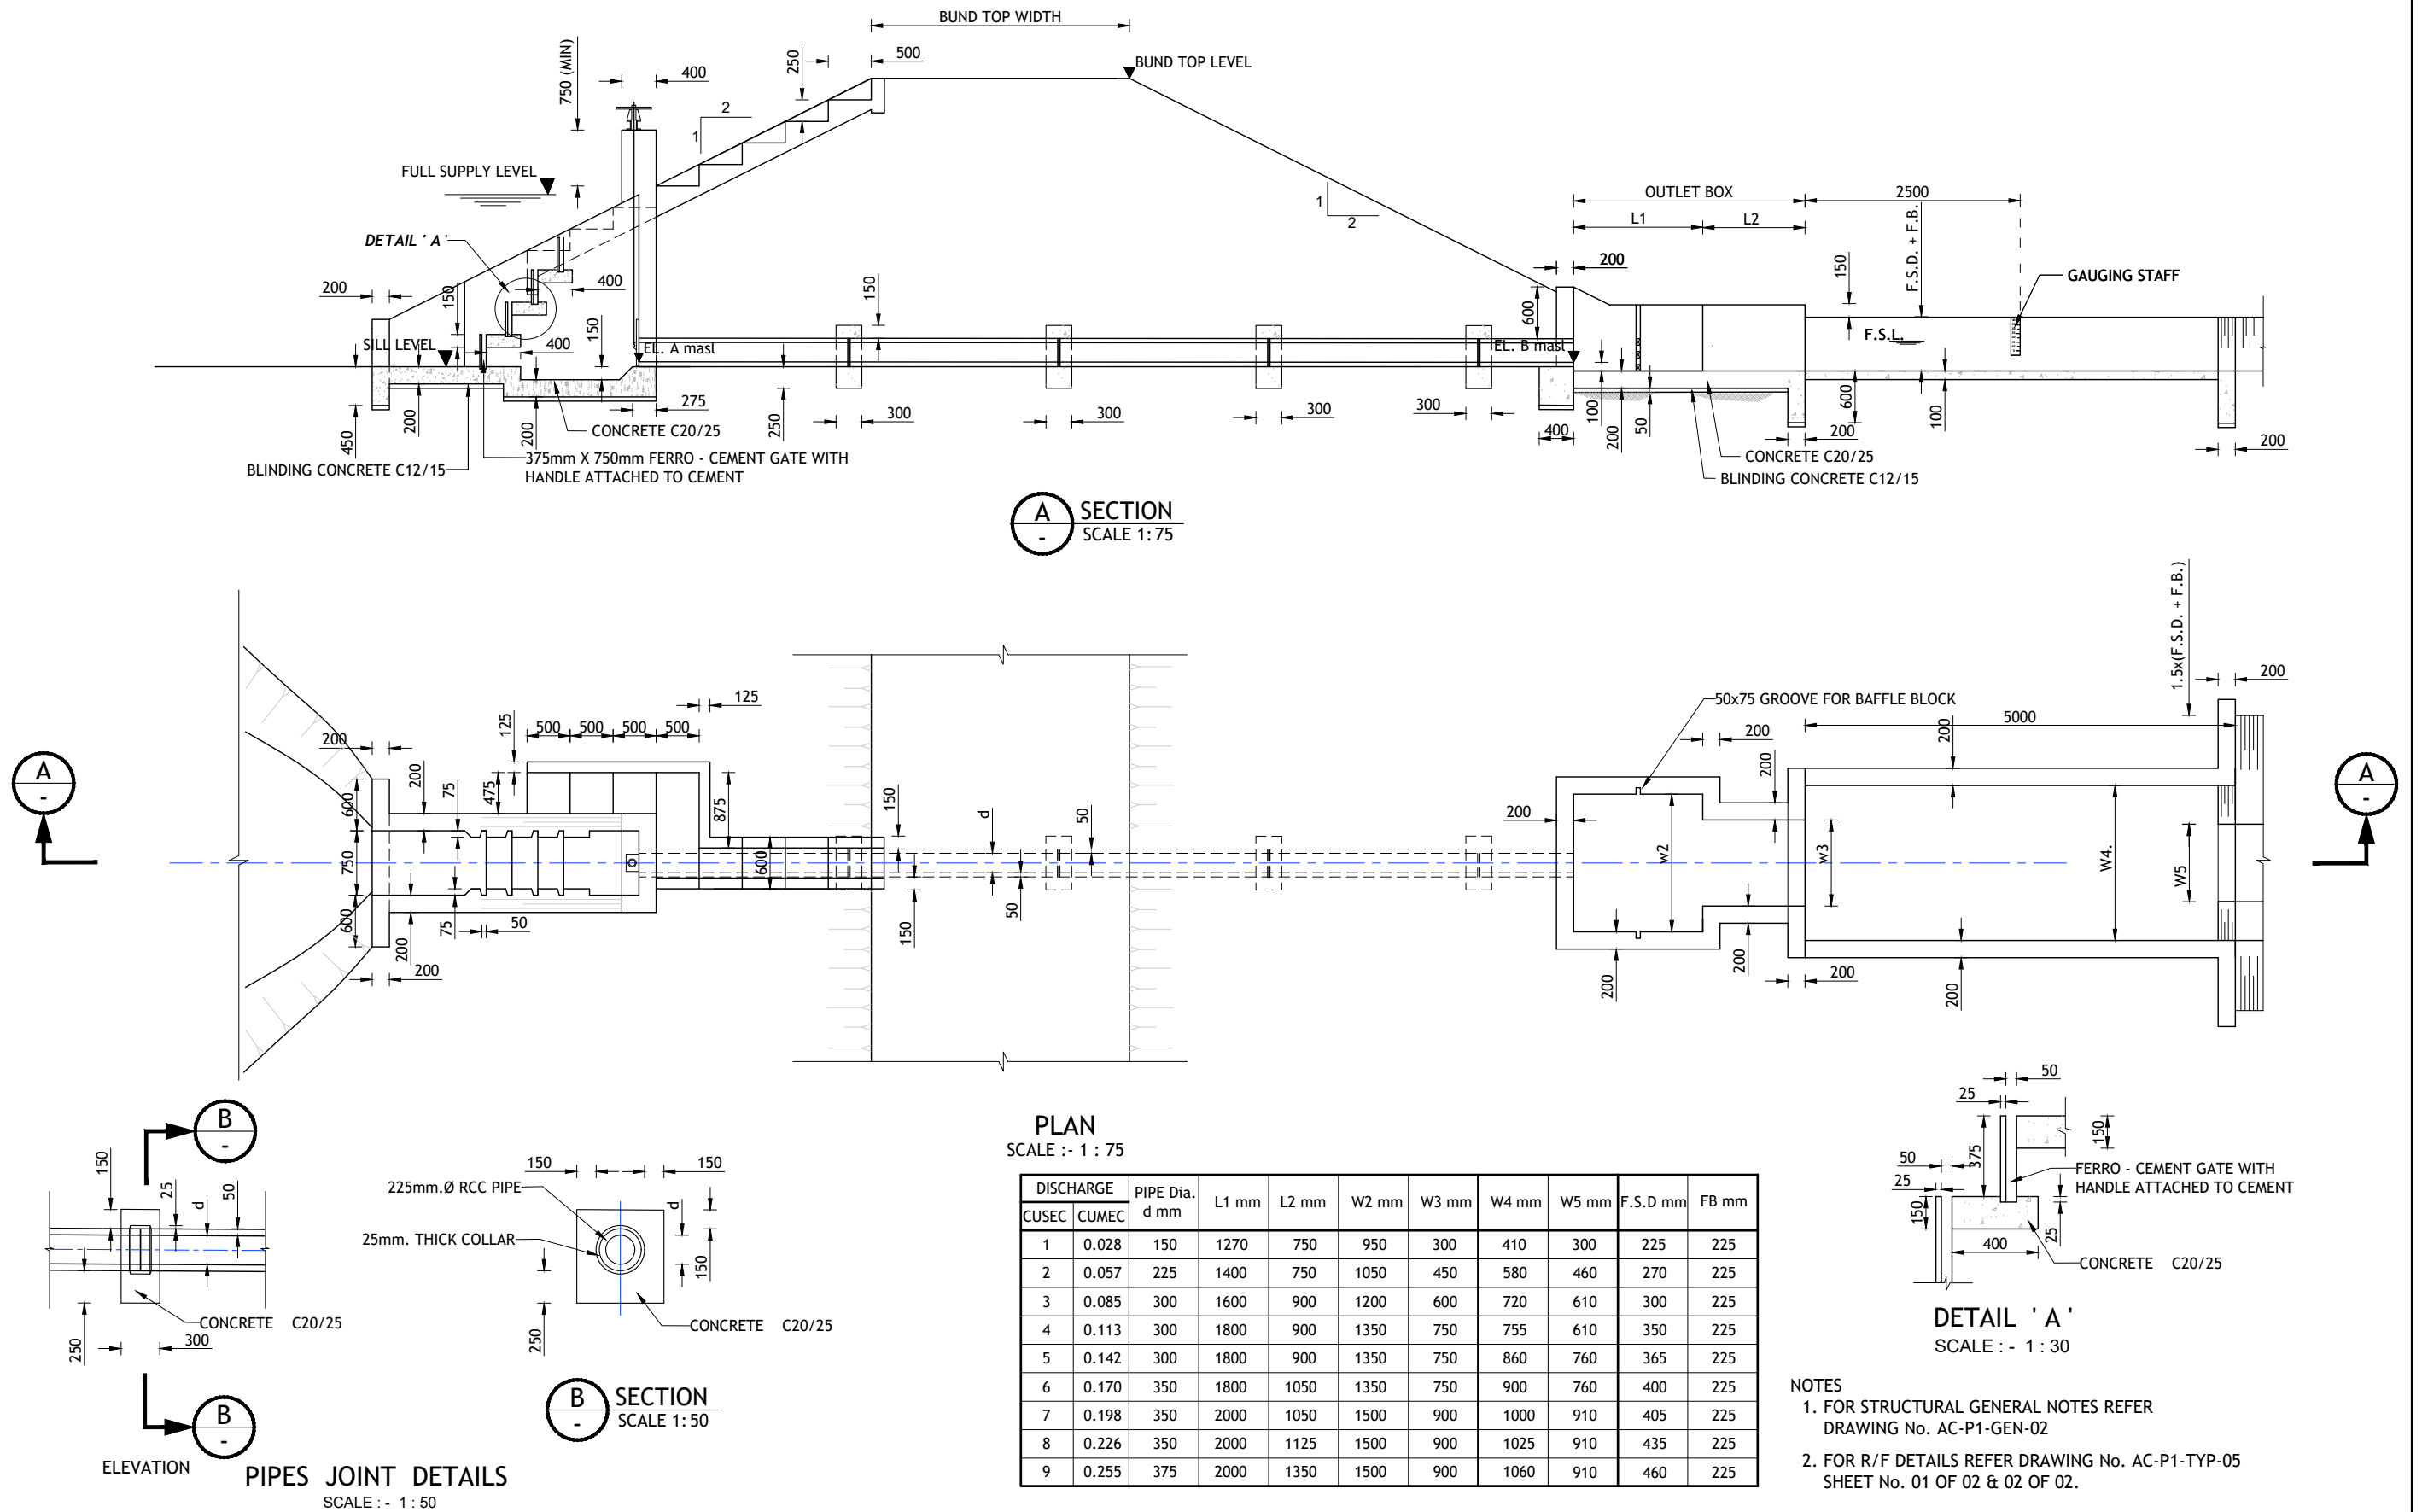 BUND TOP WIDTH
750 (MIN)
400
250
500
BUND TOP LEVEL
2
1
FULL SUPPLY LEVEL
DETAIL ' A '
1
2
OUTLET BOX
2500
L1
L2
F.S.D. + F.B.
200
150
GAUGING STAFF
200
150
400
150
600
F.S.L.
SILL LEVEL
400
150
EL. A masl
EL. B masl
450
200
200
275
250
300
300
300
300
400
100
200
50
600
100
200
200
CONCRETE C20/25
BLINDING CONCRETE C12/15
375mm X 750mm FERRO - CEMENT GATE WITH
HANDLE ATTACHED TO CEMENT
CONCRETE C20/25
BLINDING CONCRETE C12/15
A
-
SECTION
SCALE 1:75
1.5x(F.S.D. + F.B.)
125
50x75 GROOVE FOR BAFFLE BLOCK
200
125
500
500
500
500
5000
200
200
200
200
A
-
200
75
475
875
150
d
50
200
A
-
600
750
600
600
200
w2
w3
W4.
W5
75
50
200
200
150
50
200
200
200
200
B
-
150
25
d
50
CONCRETE C20/25
300
250
B
-
ELEVATION
PIPES JOINT DETAILS
SCALE : - 1 : 50
150
150
225mm.Ø RCC PIPE
d
25mm. THICK COLLAR
150
250
CONCRETE C20/25
B
-
SECTION
SCALE 1:50
PLAN
SCALE :- 1 : 75
DISCHARGE PIPE Dia. d mm L1 mm L2 mm W2 mm W3 mm W4 mm W5 mm F.S.D mm FB mm
CUSEC CUMEC
1 0.028 150 1270 750 950 300 410 300 225 225
2 0.057 225 1400 750 1050 450 580 460 270 225
3 0.085 300 1600 900 1200 600 720 610 300 225
4 0.113 300 1800 900 1350 750 755 610 350 225
5 0.142 300 1800 900 1350 750 860 760 365 225
6 0.170 350 1800 1050 1350 750 900 760 400 225
7 0.198 350 2000 1050 1500 900 1000 910 405 225
8 0.226 350 2000 1125 1500 900 1025 910 435 225
9 0.255 375 2000 1350 1500 900 1060 910 460 225
50
25
150
375
50
25
FERRO - CEMENT GATE WITH
HANDLE ATTACHED TO CEMENT
150
400
25
CONCRETE C20/25
DETAIL ' A '
SCALE : - 1 : 30
NOTES
1. FOR STRUCTURAL GENERAL NOTES REFER
DRAWING No. AC-P1-GEN-02
2. FOR R/F DETAILS REFER DRAWING No. AC-P1-TYP-05
SHEET No. 01 OF 02 & 02 OF 02.